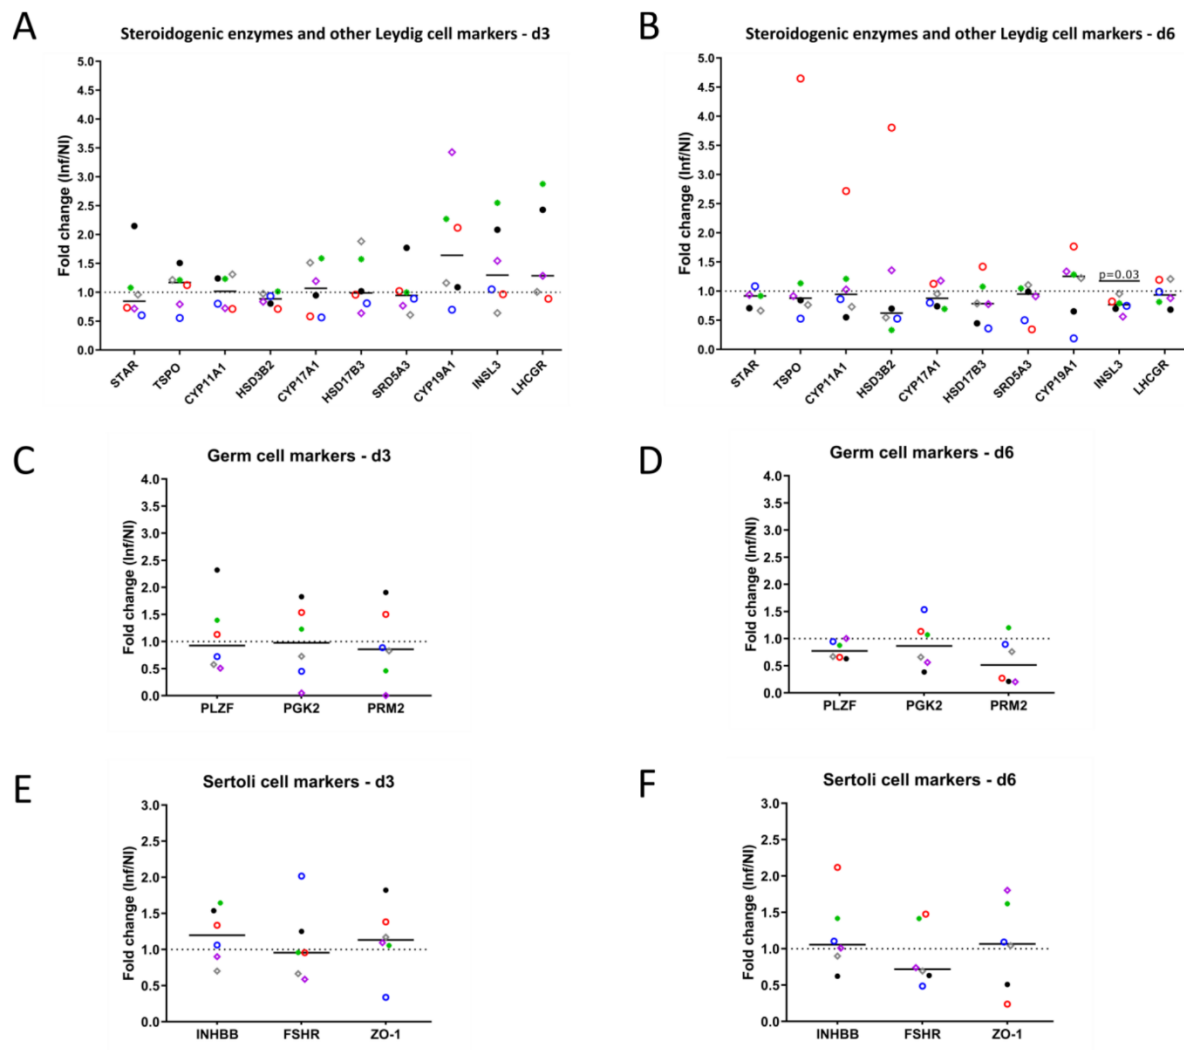 A
Steroidogenic enzymes and other Leydig cell markers - d3
Fold change (Inf/NI)
5.0
4.5
4.0
3.5
3.0
2.5
2.0
1.5
1.0
0.5
0.0
STAR
TSPO
CYP11A1
HSD3B2
CYP17A1
HSD17B3
SRD5A3
CYP19A1
INSL3
LHCGR
B
Steroidogenic enzymes and other Leydig cell markers - d6
Fold change (Inf/NI)
5.0
4.5
4.0
3.5
3.0
2.5
2.0
1.5
1.0
0.5
0.0
p=0.03
STAR
TSPO
CYP11A1
HSD3B2
CYP17A1
HSD17B3
SRD5A3
CYP19A1
INSL3
LHCGR
C
Germ cell markers - d3
Fold change (Inf/NI)
4.0
3.5
3.0
2.5
2.0
1.5
1.0
0.5
0.0
PLZF PGK2 PRM2
D
Germ cell markers - d6
Fold change (Inf/NI)
4.0
3.5
3.0
2.5
2.0
1.5
1.0
0.5
0.0
PLZF PGK2 PRM2
E
Sertoli cell markers - d3
Fold change (Inf/NI)
3.0
2.5
2.0
1.5
1.0
0.5
0.0
INHBB FSHR ZO-1
F
Sertoli cell markers - d6
Fold change (Inf/NI)
3.0
2.5
2.0
1.5
1.0
0.5
0.0
INHBB FSHR ZO-1